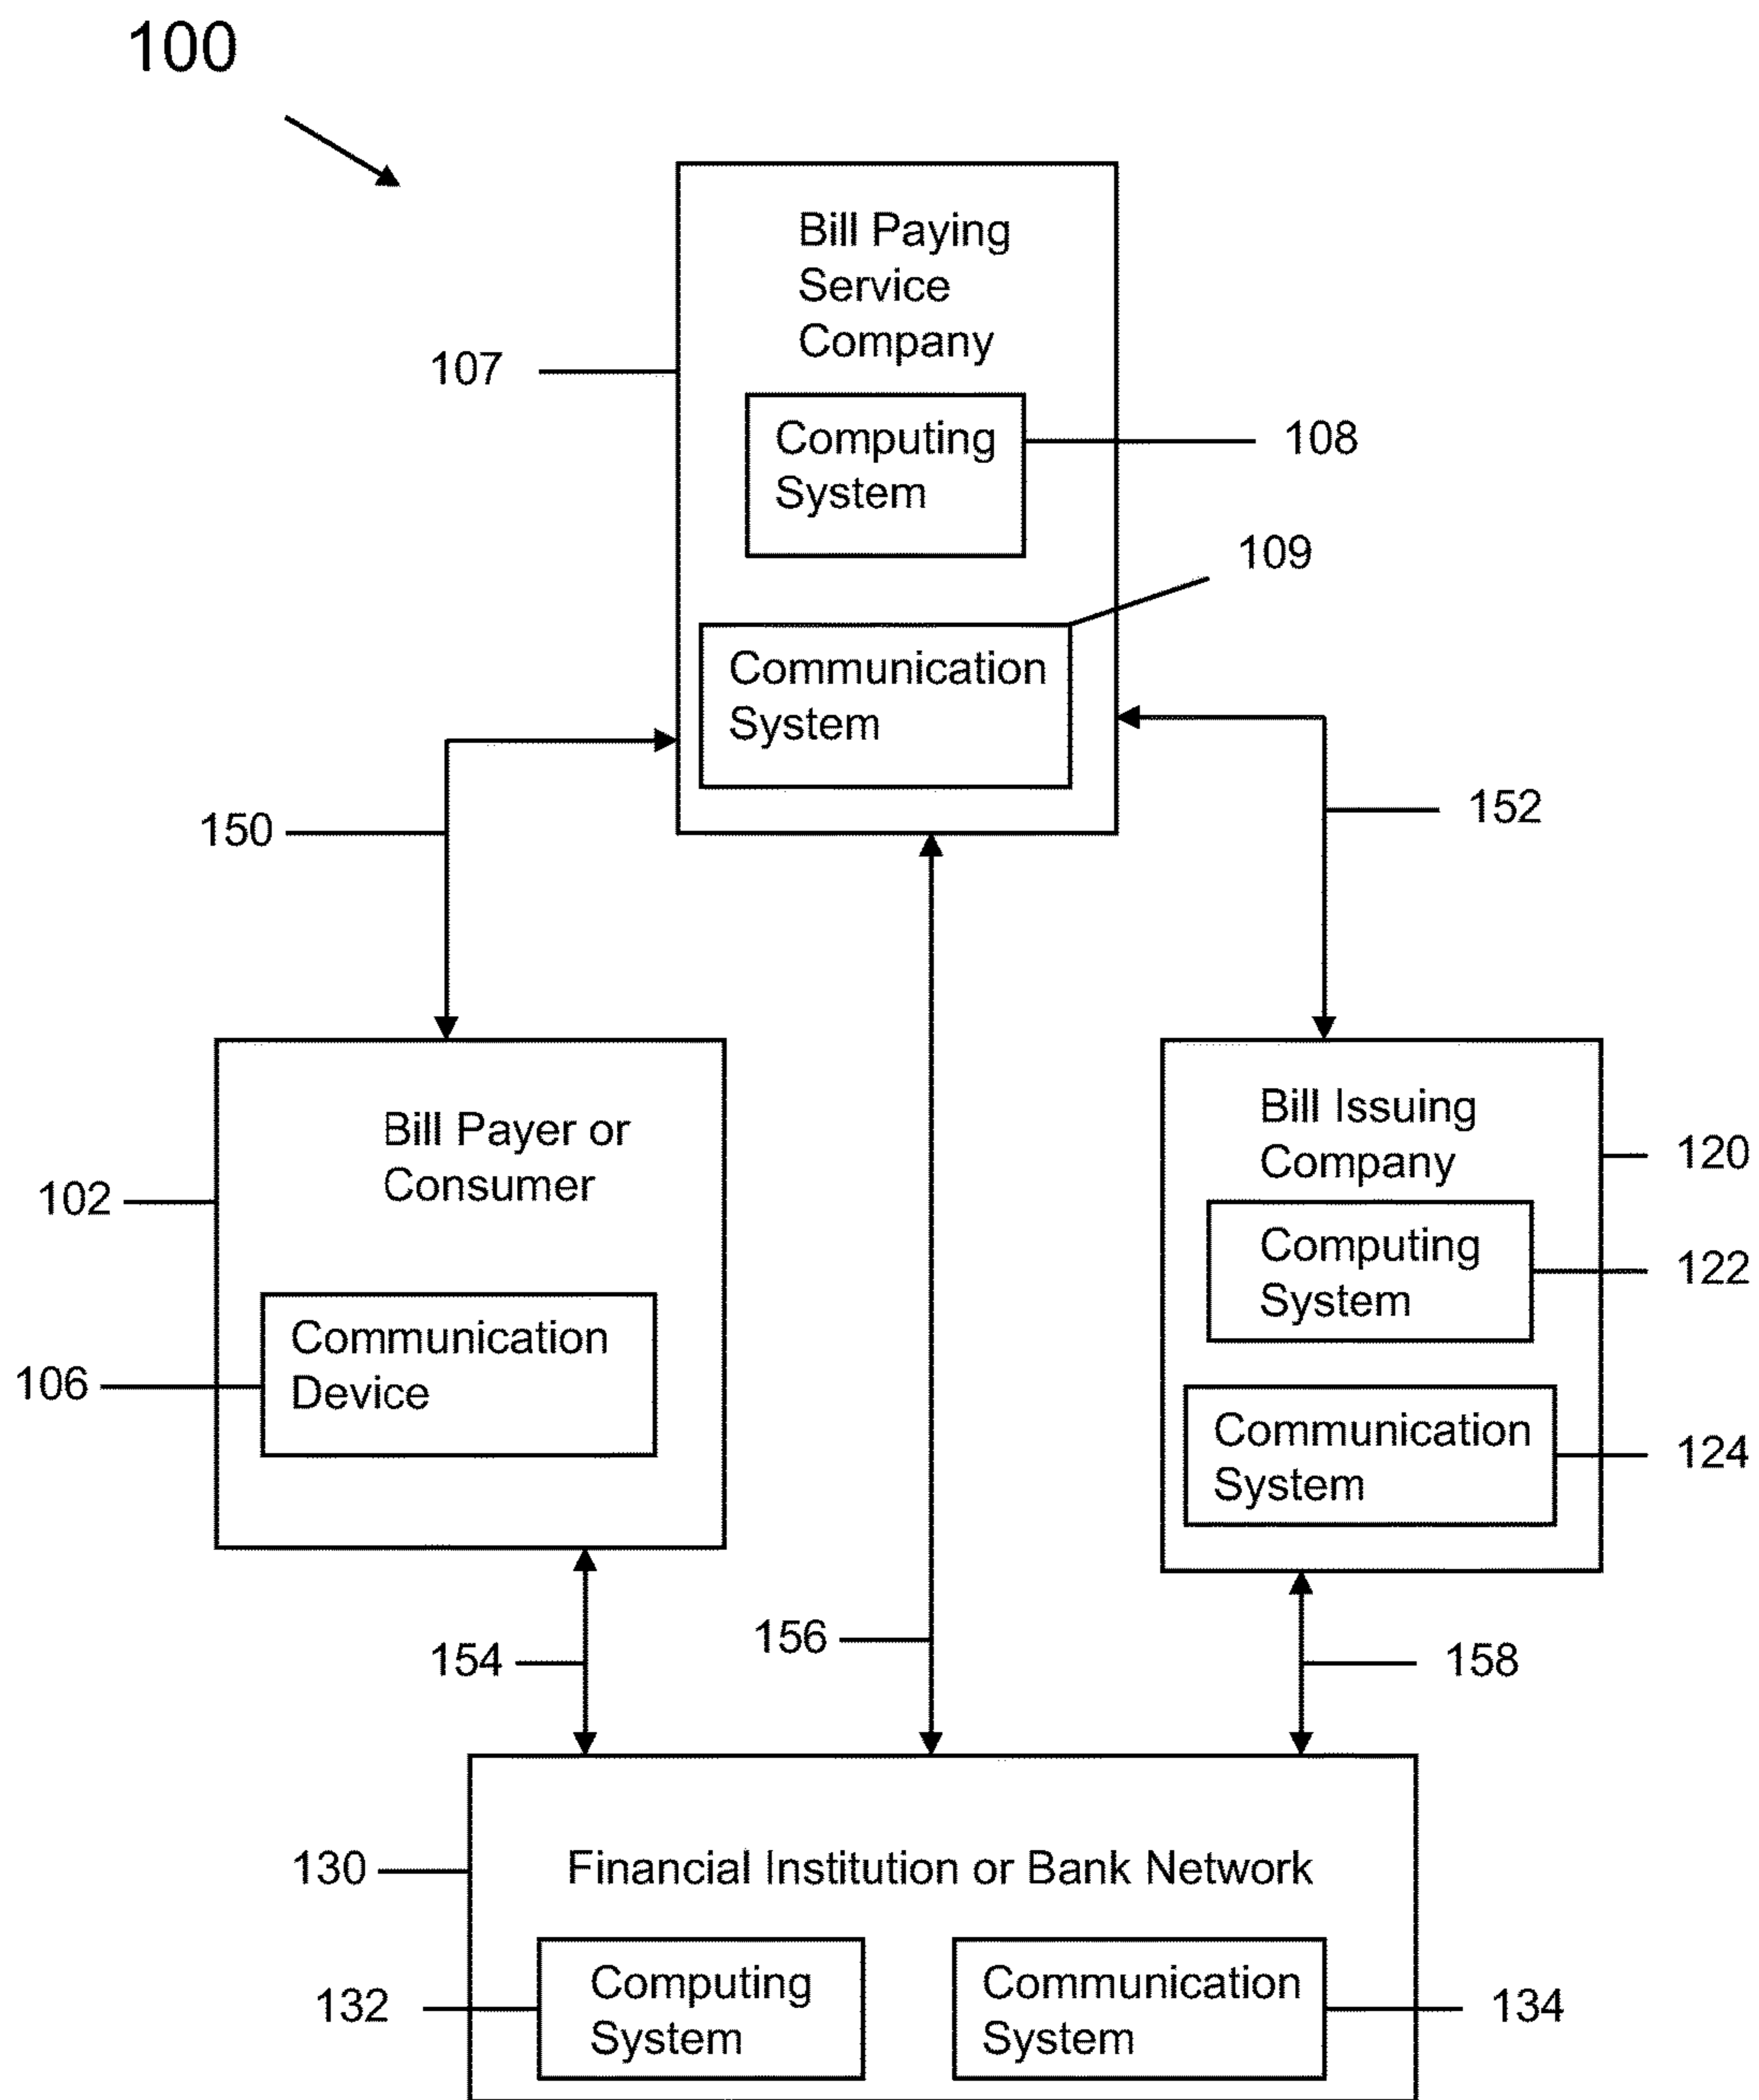 100
Bill Paying
Service
Company
107
Computing
System
108
109
Communication
System
150
152
Bill Payer or
Consumer
102
Communication
Device
106
Bill Issuing
Company
120
Computing
System
122
Communication
System
124
154
156
158
130
Financial Institution or Bank Network
132
Computing
System
Communication
System
134